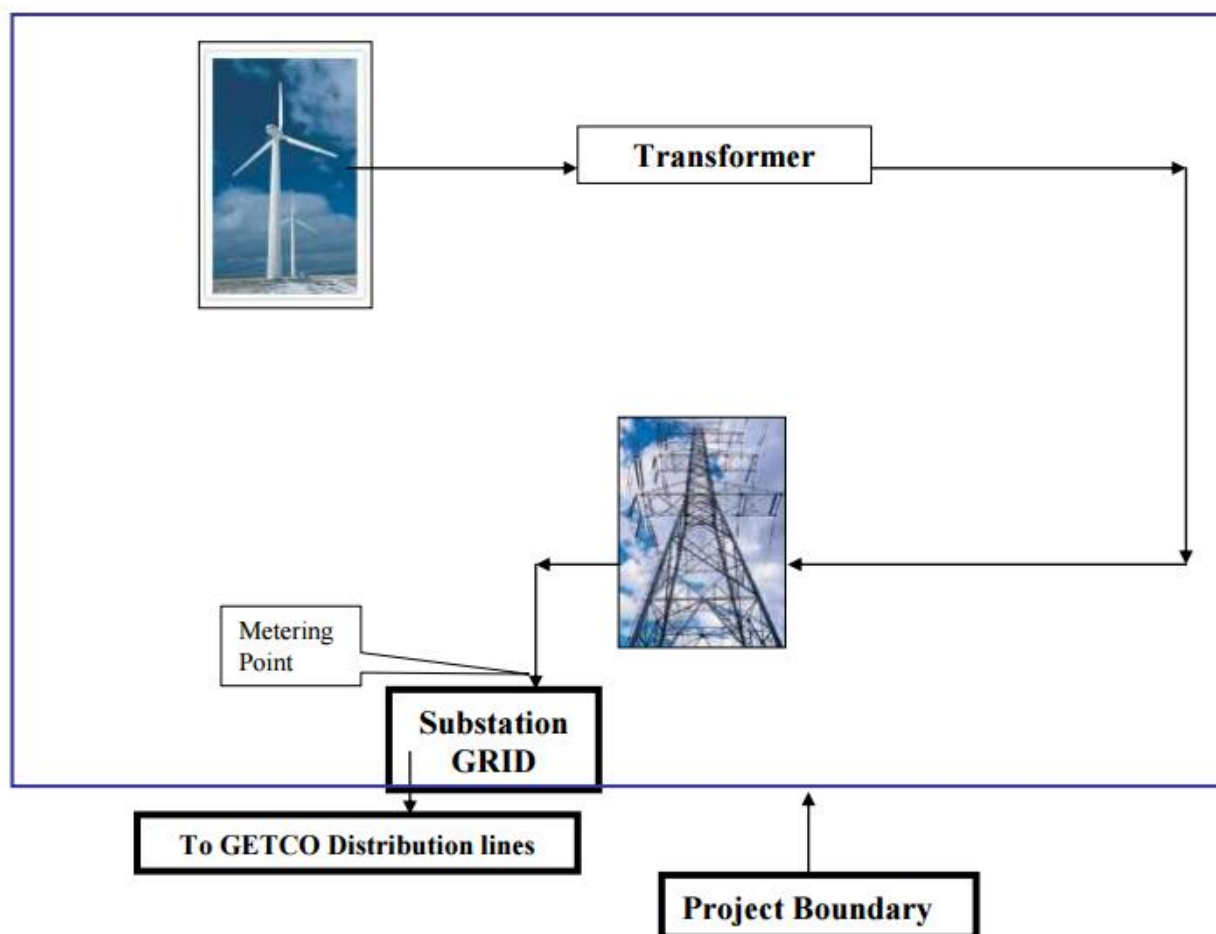 Transformer
Metering
Point
Substation
GRID
To GETCO Distribution lines
Project Boundary